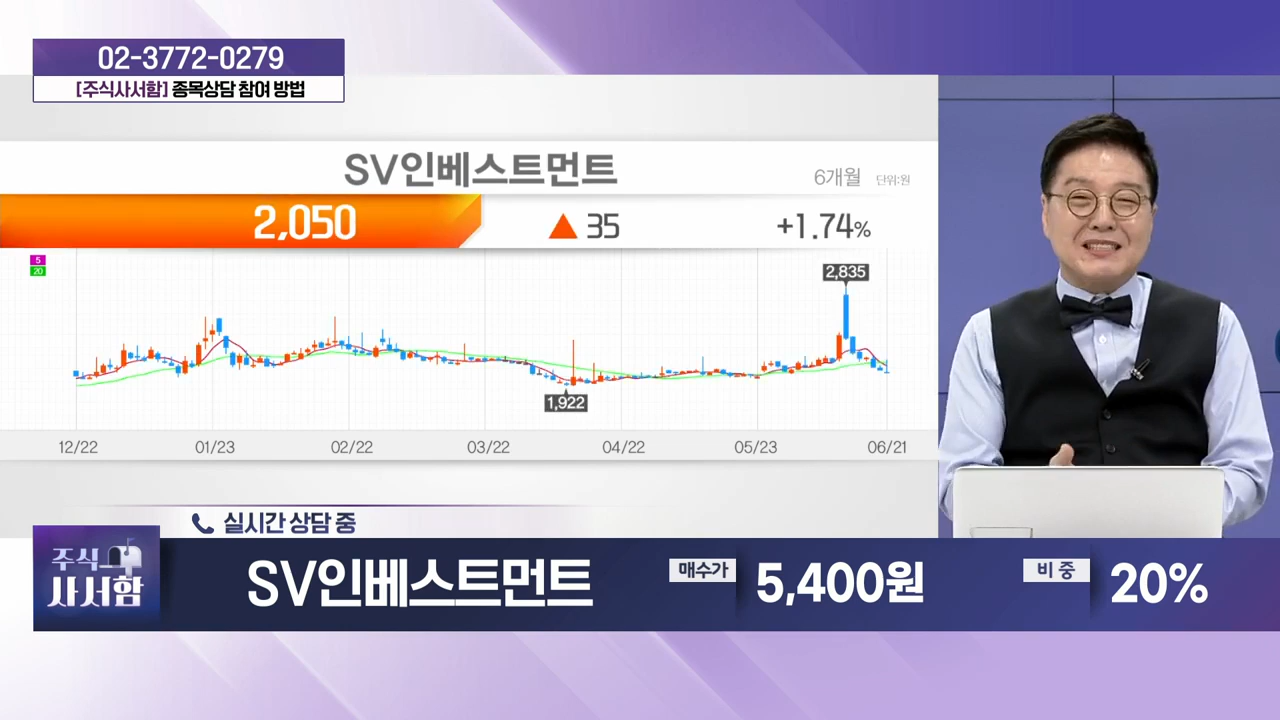 02-3772-0279
[주식사서함] 종목상담 참여 방법
SV인베스트먼트
6개월 단위:원
2,050 ▲ 35 +1.74%
5
20
2,835
1,922
12/22 01/23 02/22 03/22 04/22 05/23 06/21
실시간 상담 중
주식
사서함
SV인베스트먼트 매수가 5,400원 비중 20%